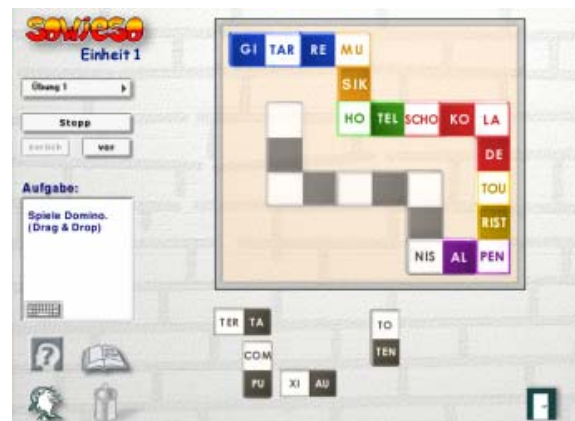 Sowieso
Einheit 1
GI TAR RE MU
Übung 1
SIK
Stopp
HO TEL SCHO KO LA
zurück vor
DE
Aufgabe:
TOU
Spiele Domino.
(Drag & Drop)
RIST
NIS AL PEN
TER TA
TO
COM
TEN
PU XI AU
?